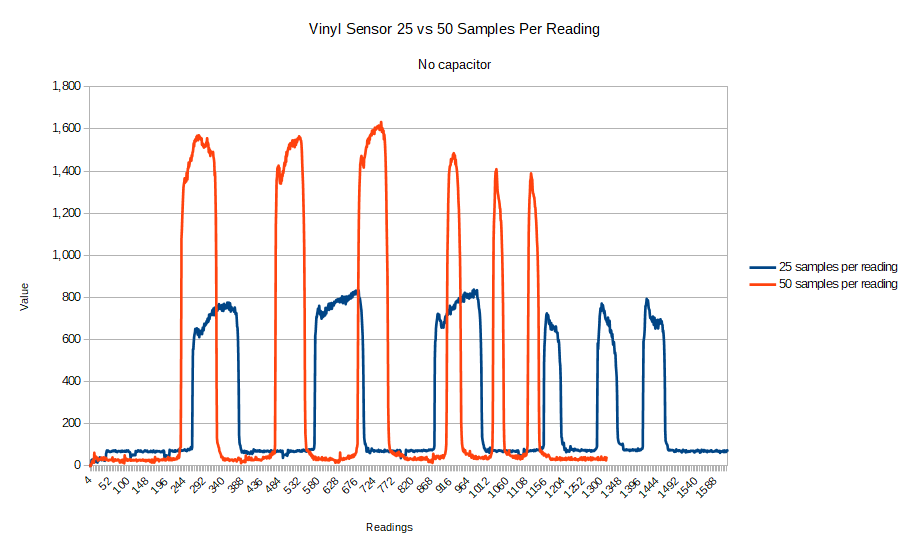 Vinyl Sensor 25 vs 50 Samples Per Reading
No capacitor
1,800
1,600
1,400
1,200
1,000
800
600
400
200
0
Value
4 52 100 148 196 244 292 340 388 436 484 532 580 628 676 724 772 820 868 916 964 1012 1060 1108 1156 1204 1252 1300 1348 1396 1444 1492 1540 1588
Readings
25 samples per reading
50 samples per reading